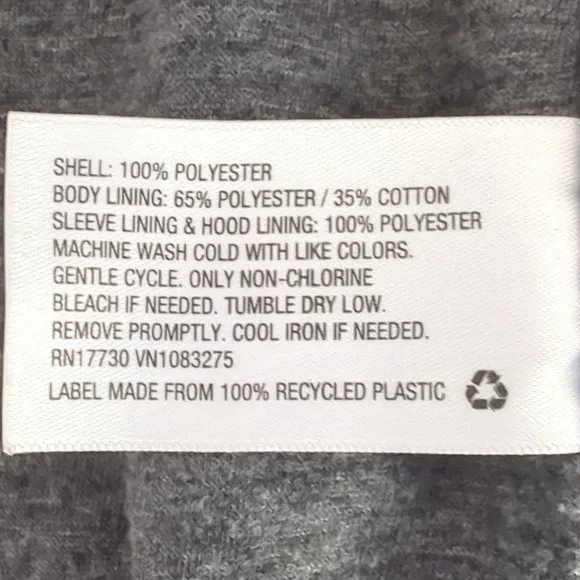 SHELL: 100% POLYESTER
BODY LINING: 65% POLYESTER / 35% COTTON
SLEEVE LINING & HOOD LINING: 100% POLYESTER
MACHINE WASH COLD WITH LIKE COLORS.
GENTLE CYCLE. ONLY NON-CHLORINE
BLEACH IF NEEDED. TUMBLE DRY LOW.
REMOVE PROMPTLY. COOL IRON IF NEEDED.
RN17730 VN1083275
LABEL MADE FROM 100% RECYCLED PLASTIC